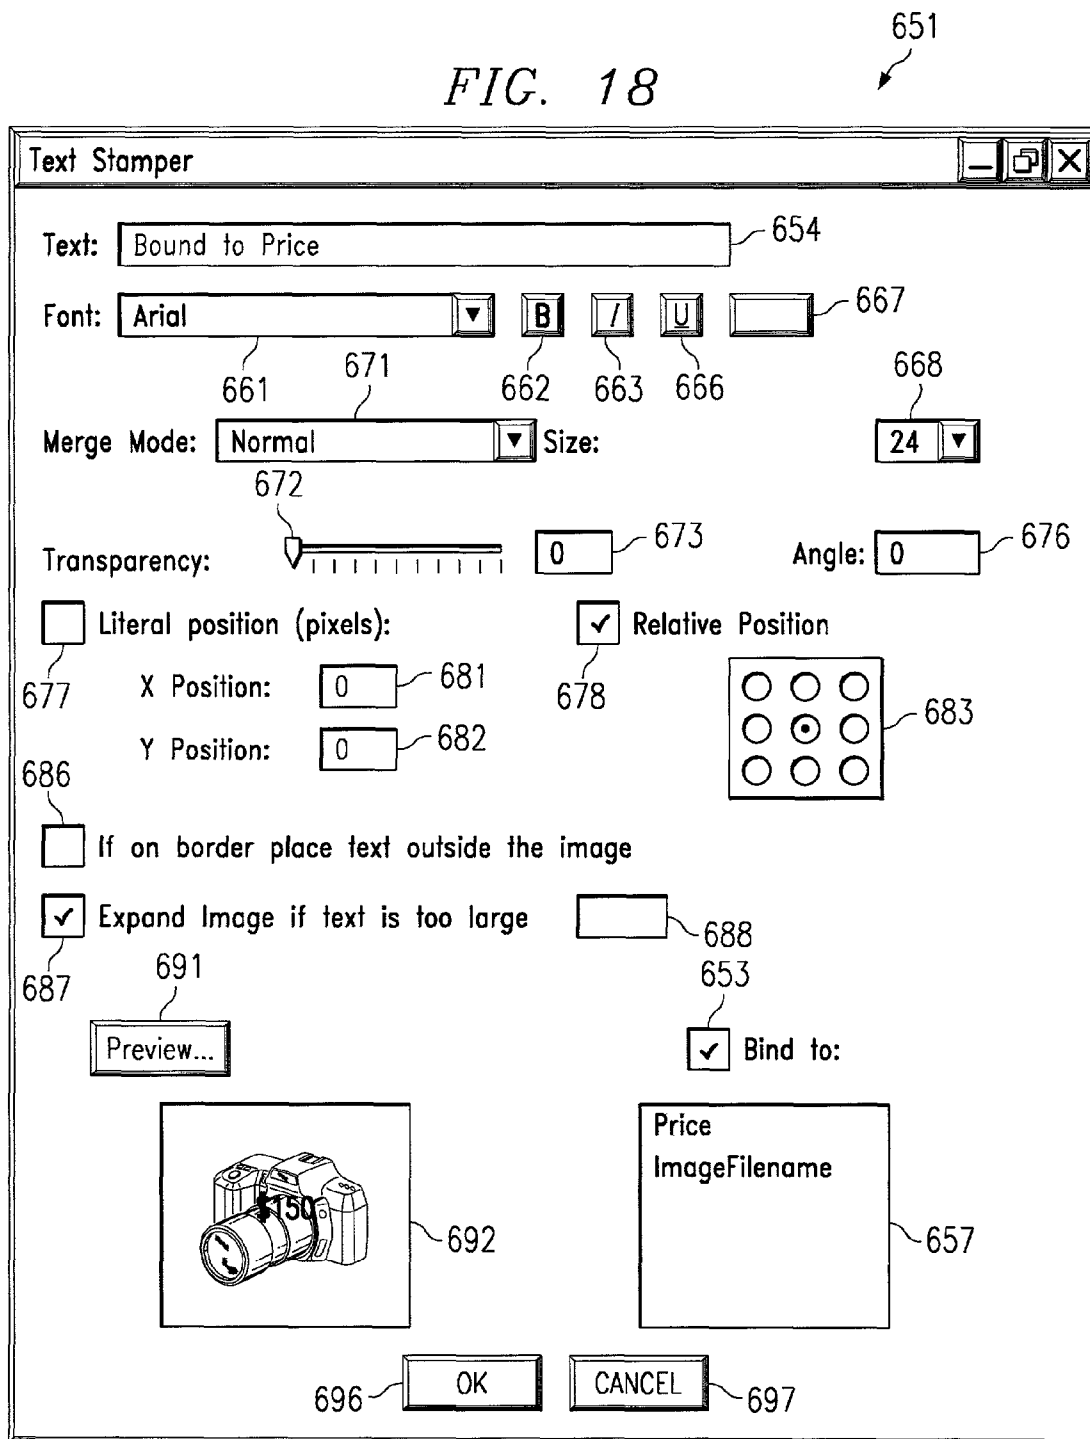 651
FIG. 18
Text Stamper
Text: Bound to Price 654
Font: Arial B I U 667
661 671 662 663 666 668
Merge Mode: Normal Size: 24
672
Transparency: 0 673 Angle: 0 676
Literal position (pixels): Relative Position
677 X Position: 0 681 678 683
Y Position: 0 682
686
If on border place text outside the image
Expand Image if text is too large 688
687 691 653
Preview... Bind to:
Price
ImageFilename
$150
692 657
696 OK CANCEL 697